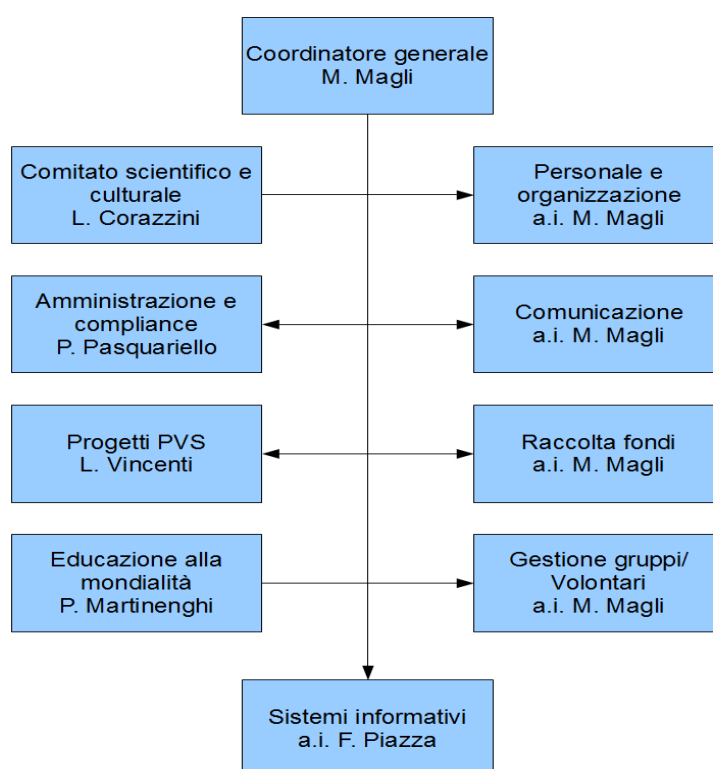 Coordinatore generale
M. Magli
Comitato scientifico e
culturale
L. Corazzini
Personale e
organizzazione
a.i. M. Magli
Amministrazione e
compliance
P. Pasquariello
Comunicazione
a.i. M. Magli
Progetti PVS
L. Vincenti
Raccolta fondi
a.i. M. Magli
Educazione alla
mondialità
P. Martinenghi
Gestione gruppi/
Volontari
a.i. M. Magli
Sistemi informativi
a.i. F. Piazza